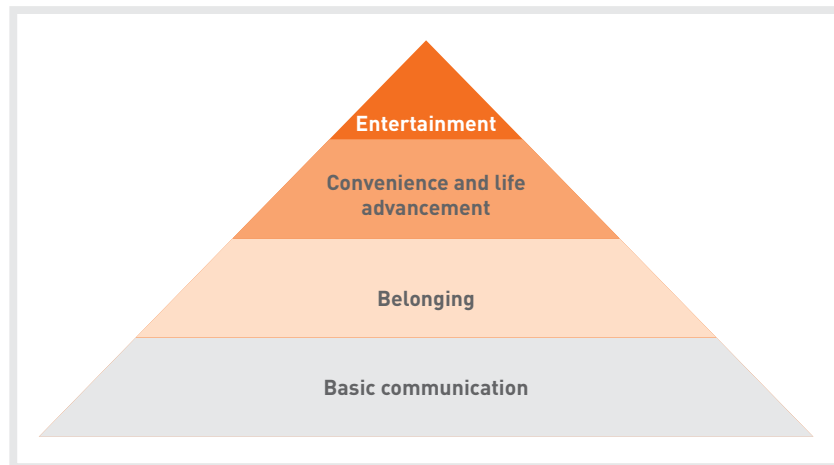 Entertainment
Convenience and life
advancement
Belonging
Basic communication